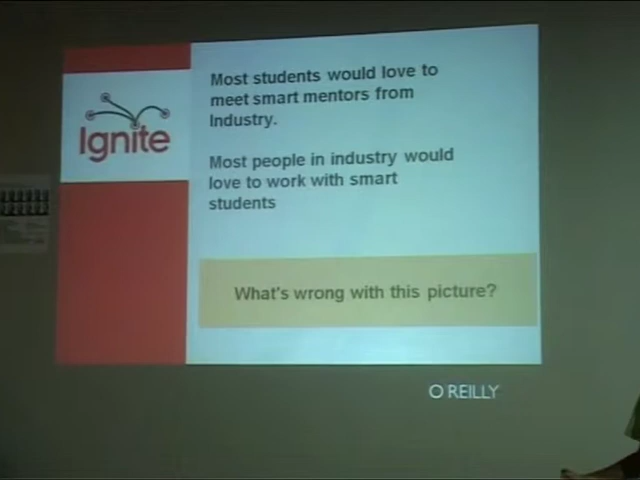 Ignite
Most students would love to
meet smart mentors from
Industry.
Most people in industry would
love to work with smart
students
What's wrong with this picture?
O REILLY